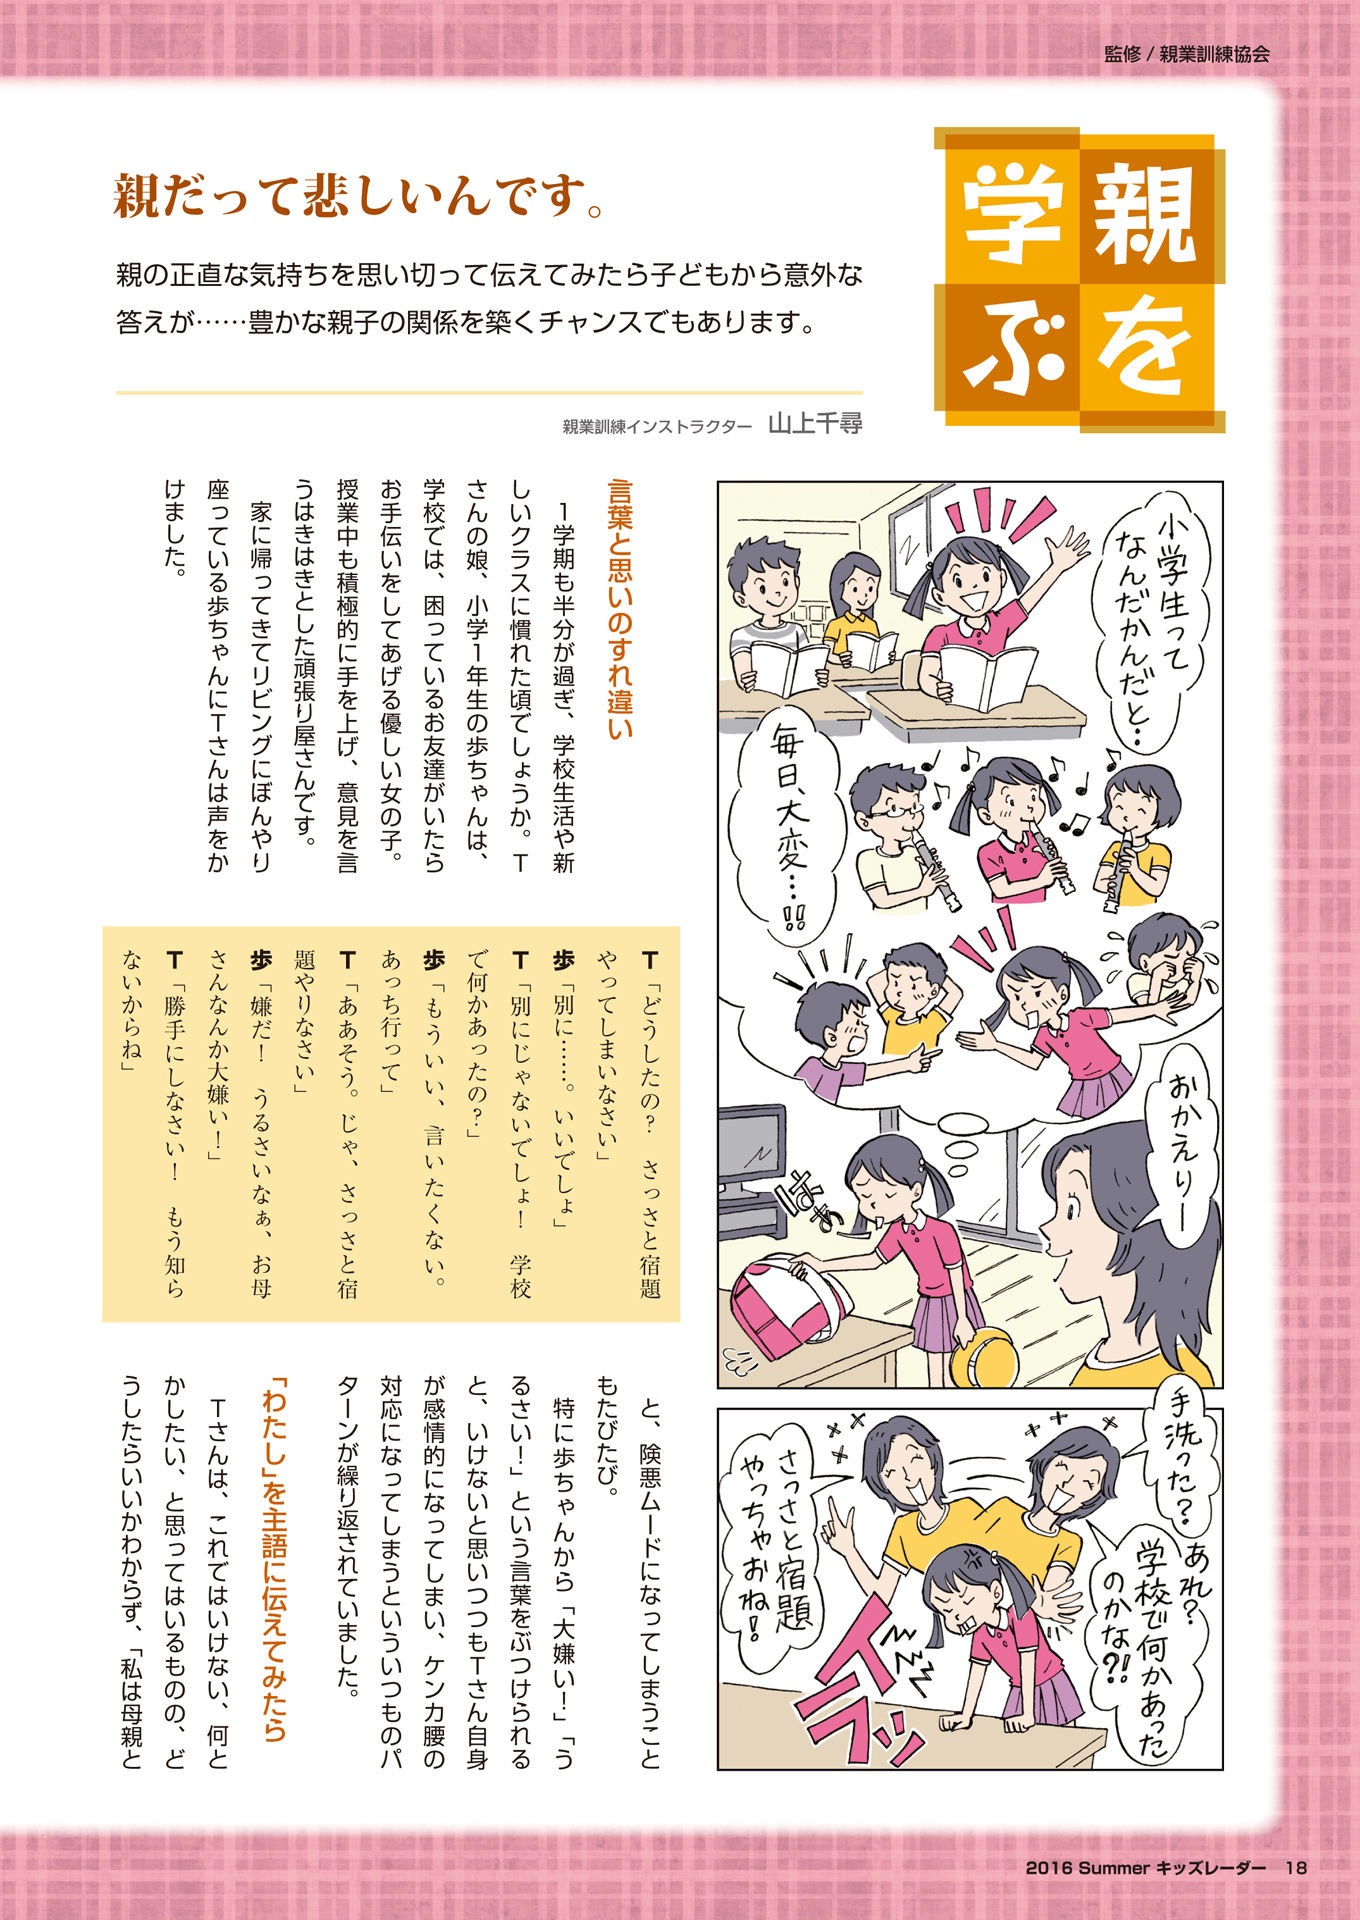 監修 / 親業訓練協会
親を
学ぶ
親だって悲しいんです。
親の正直な気持ちを思い切って伝えてみたら子どもから意外な
答えが……豊かな親子の関係を築くチャンスでもあります。
親業訓練インストラクター 山上千尋
小学生って
なんだかんだと…
毎日、大変…!!
おかえりー
はぁー
手洗った?
あれ?
学校で何かあった
のかな?!
さっさと宿題
やっちゃおね!
イラッ
言葉と思いのすれ違い
1学期も半分が過ぎ、学校生活や新
しいクラスに慣れた頃でしょうか。T
さんの娘、小学1年生の歩ちゃんは、
学校では、困っているお友達がいたら
お手伝いをしてあげる優しい女の子。
授業中も積極的に手を上げ、意見を言
うはきはきとした頑張り屋さんです。
家に帰ってきてリビングにぼんやり
座っている歩ちゃんにTさんは声をか
けました。
T「どうしたの? さっさと宿題
やってしまいなさい」
歩「別に……。いいでしょ」
T「別にじゃないでしょ! 学校
で何かあったの?」
歩「もういい、言いたくない。
あっち行って」
T「ああそう。じゃ、さっさと宿
題やりなさい」
歩「嫌だ! うるさいなぁ、お母
さんなんか大嫌い!」
T「勝手にしなさい! もう知ら
ないからね」
と、険悪ムードになってしまうこと
もたびたび。
特に歩ちゃんから「大嫌い!」「う
るさい!」という言葉をぶつけられる
と、いけないと思いつつもTさん自身
が感情的になってしまい、ケンカ腰の
対応になってしまうといういつものパ
ターンが繰り返されていました。
「わたし」を主語に伝えてみたら
Tさんは、これではいけない、何と
かしたい、と思ってはいるものの、ど
うしたらいいかわからず、「私は母親と
2016 Summer キッズレーダー 18